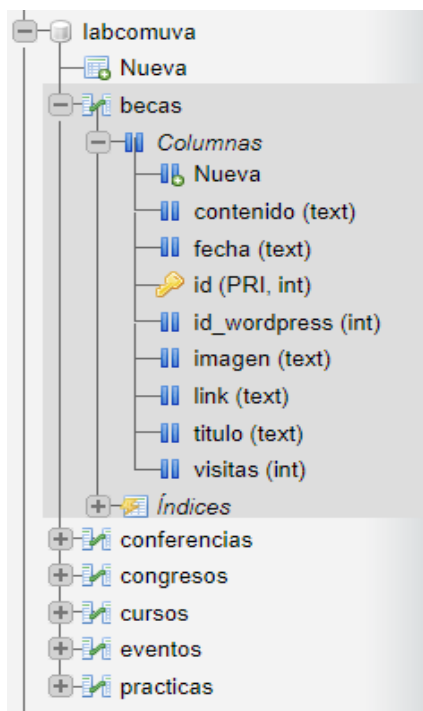 labcomuva
Nueva
becas
Columnas
Nueva
contenido (text)
fecha (text)
id (PRI, int)
id_wordpress (int)
imagen (text)
link (text)
titulo (text)
visitas (int)
Índices
conferencias
congresos
cursos
eventos
practicas